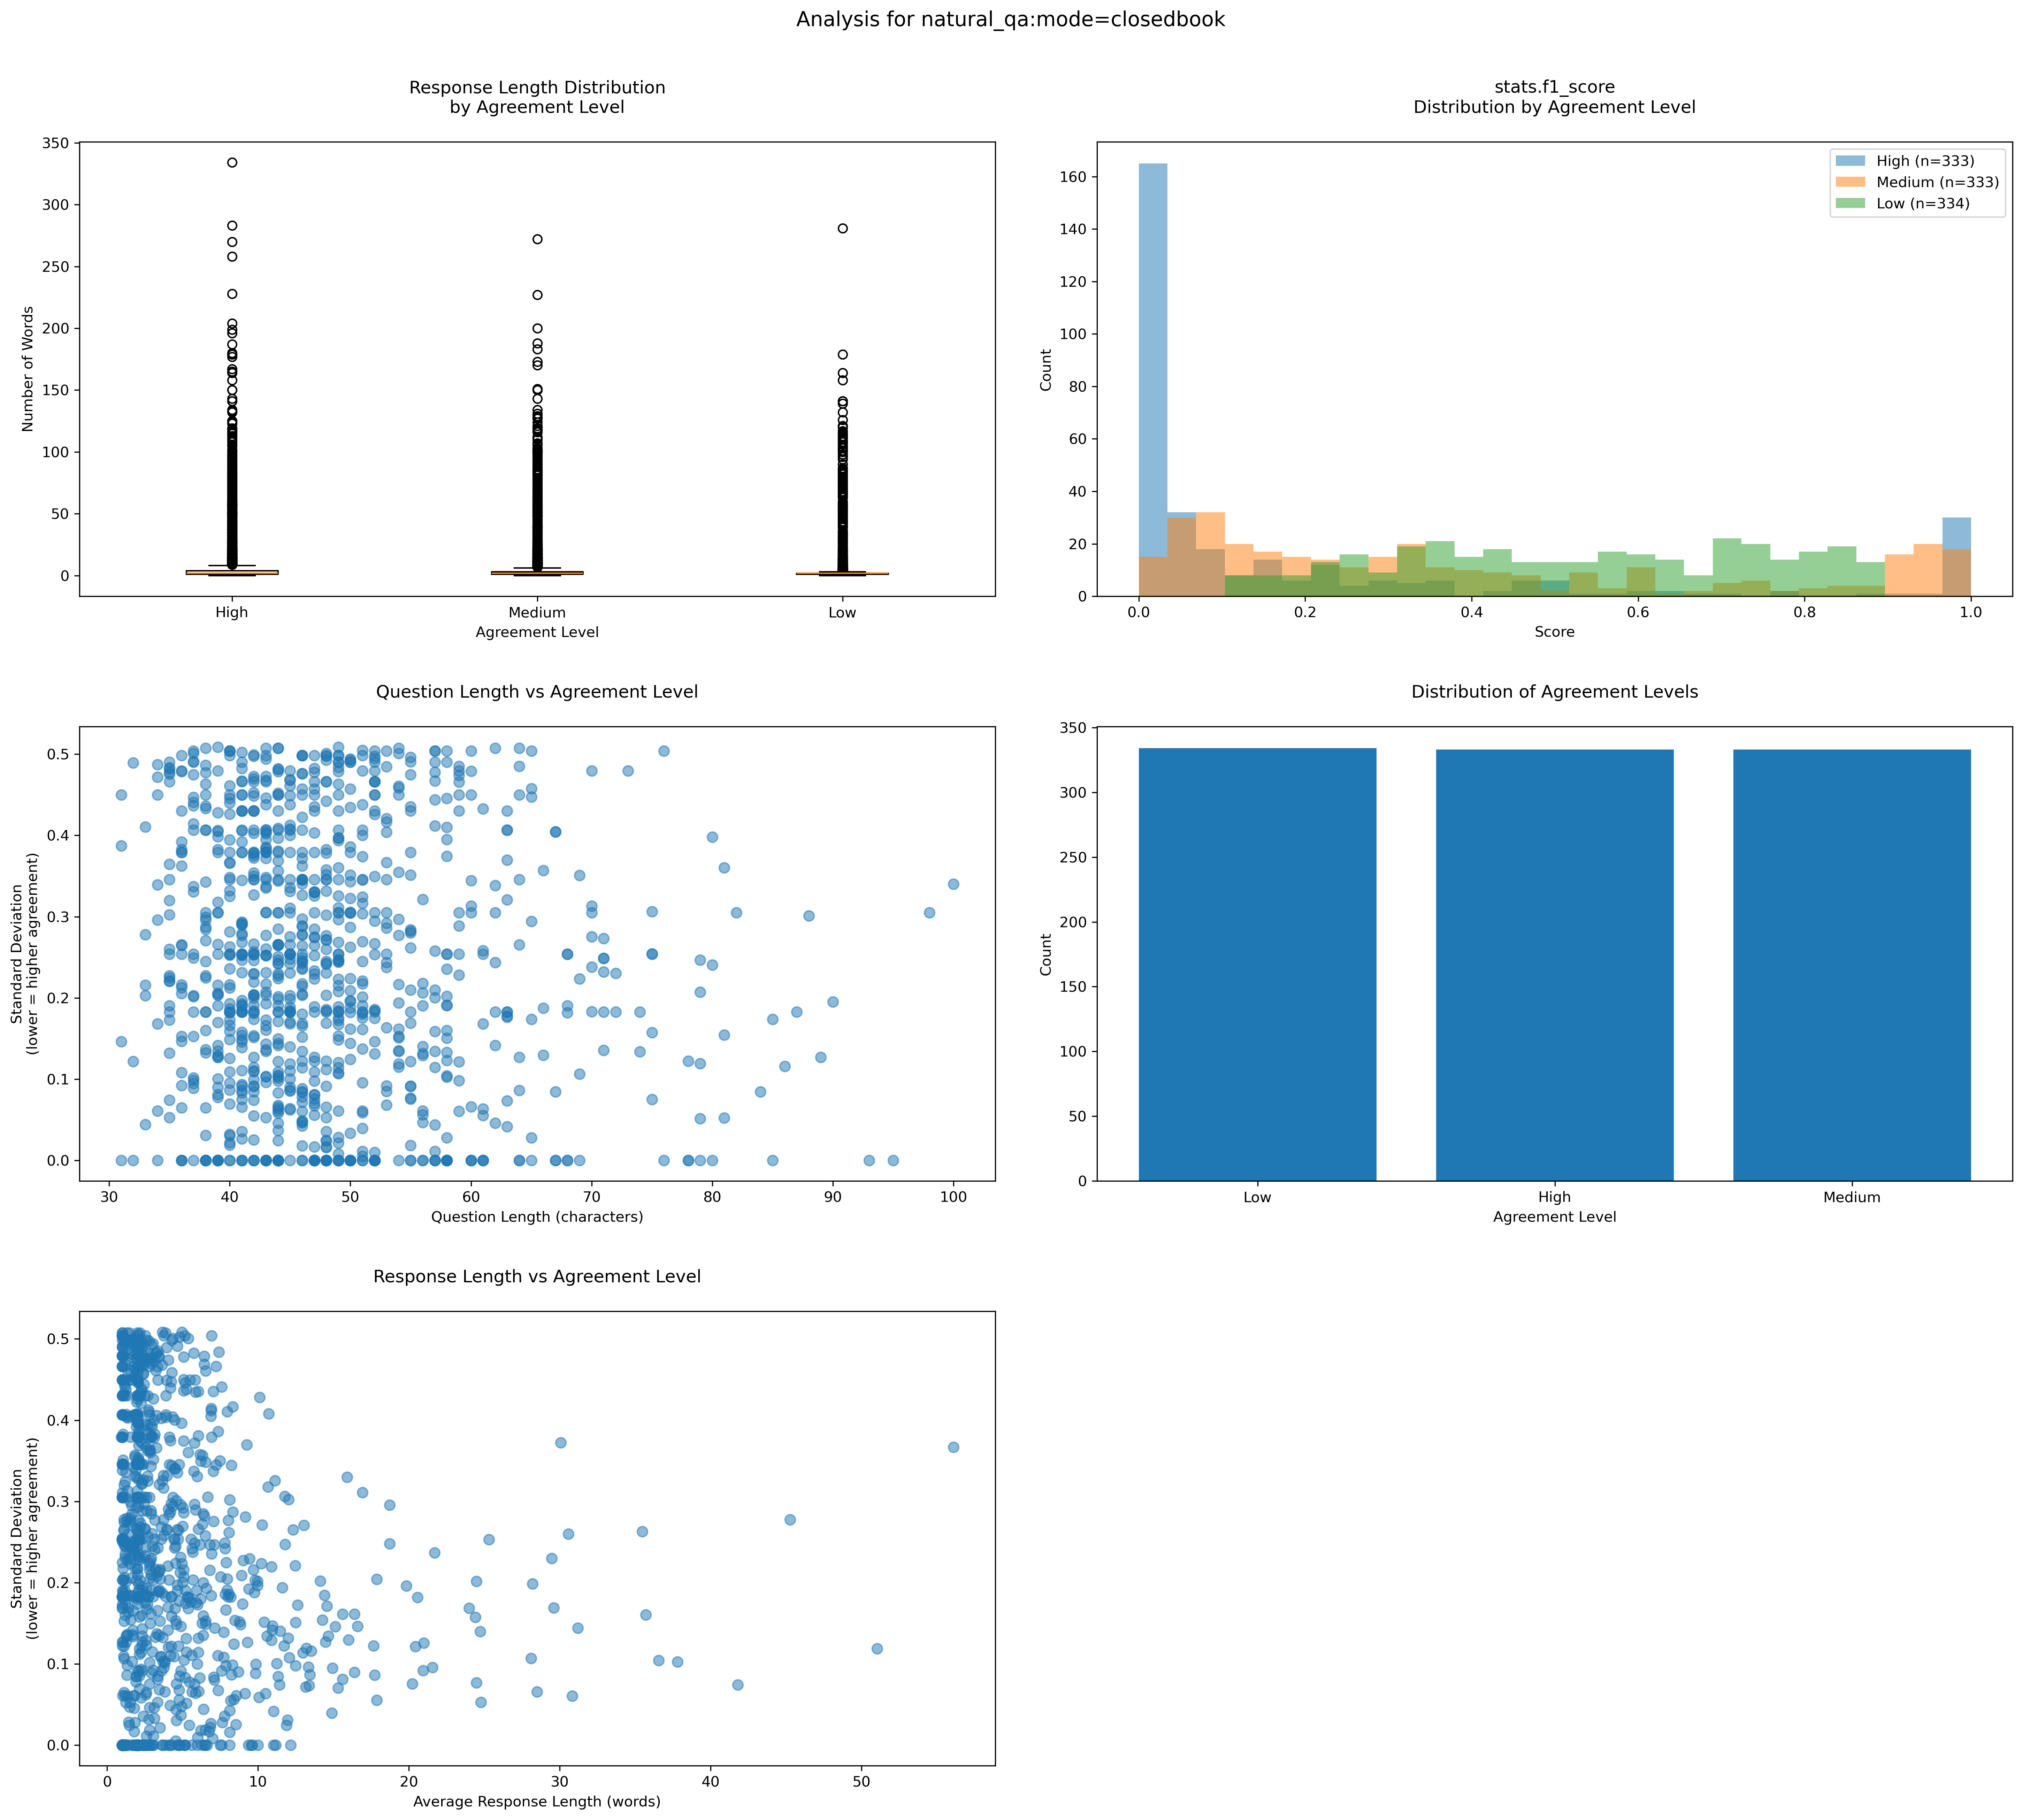 Analysis for natural_qa:mode=closedbook
Response Length Distribution
by Agreement Level
350
300
250
200
150
100
50
0
Number of Words
High
Medium
Low
Agreement Level
stats.f1_score
Distribution by Agreement Level
High (n=333)
Medium (n=333)
Low (n=334)
160
140
120
100
80
60
40
20
0
Count
0.0
0.2
0.4
0.6
0.8
1.0
Score
Question Length vs Agreement Level
0.5
0.4
0.3
0.2
0.1
0.0
Standard Deviation
(lower = higher agreement)
30
40
50
60
70
80
90
100
Question Length (characters)
Distribution of Agreement Levels
350
300
250
200
150
100
50
0
Count
Low
High
Medium
Agreement Level
Response Length vs Agreement Level
0.5
0.4
0.3
0.2
0.1
0.0
Standard Deviation
(lower = higher agreement)
0
10
20
30
40
50
Average Response Length (words)